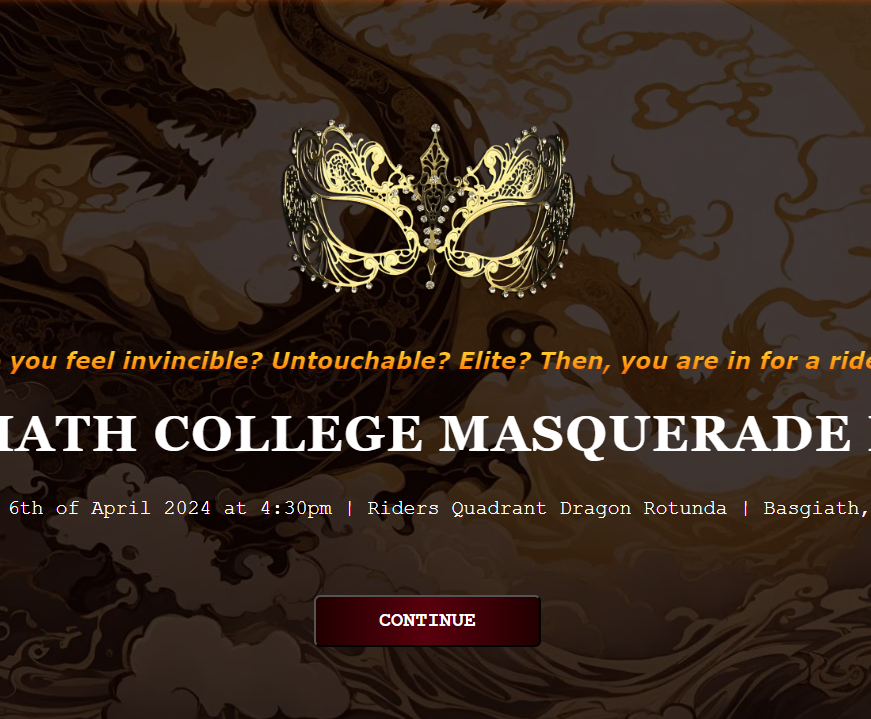 you feel invincible? Untouchable? Elite? Then, you are in for a ride
IATH COLLEGE MASQUERADE
6th of April 2024 at 4:30pm | Riders Quadrant Dragon Rotunda | Basgiath,
CONTINUE